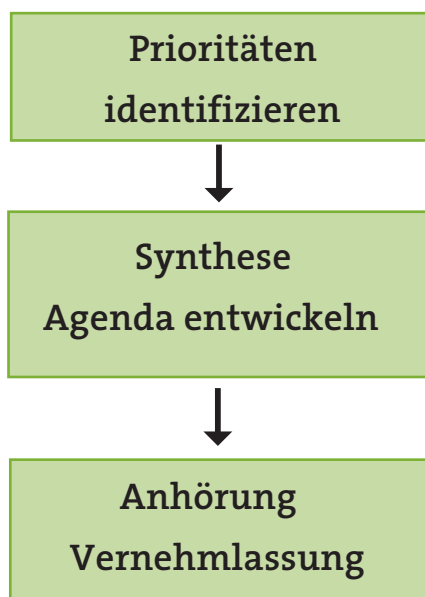 Prioritäten
identifizieren
Synthese
Agenda entwickeln
Anhörung
Vernehmlassung